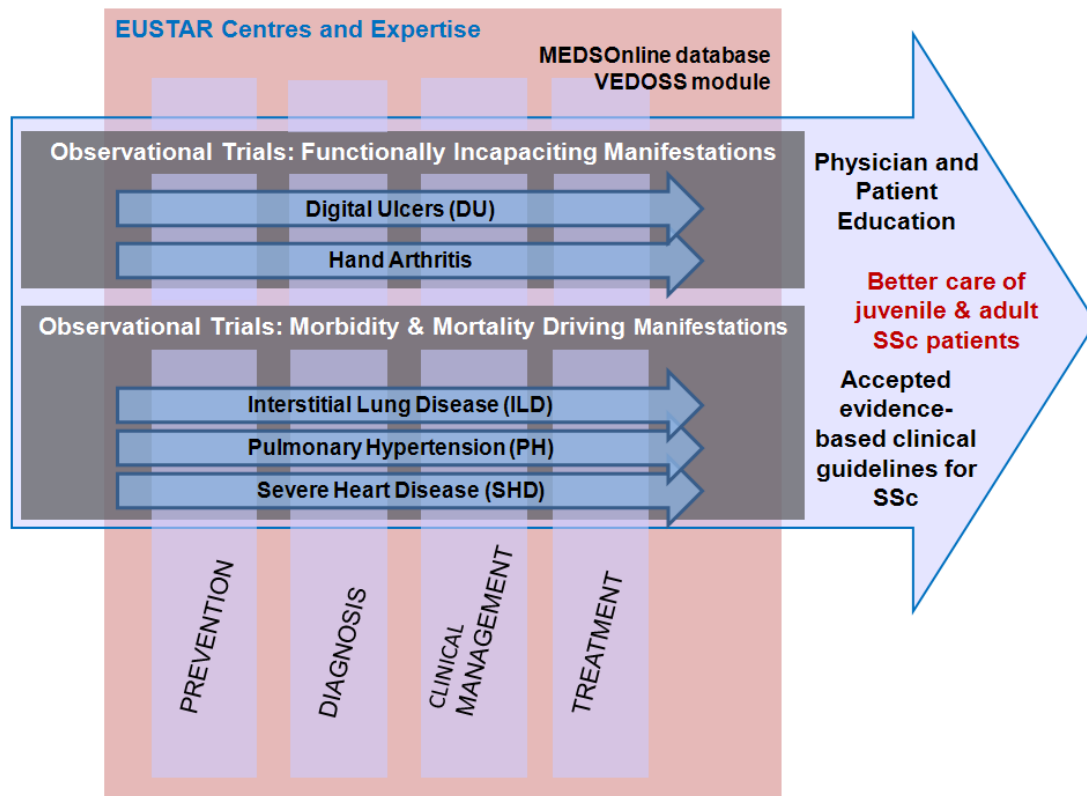 EUSTAR Centres and Expertise
MEDSOnline database
VEDOSS module
Observational Trials: Functionally Incapaciting Manifestations
Digital Ulcers (DU)
Hand Arthritis
Observational Trials: Morbidity & Mortality Driving Manifestations
Interstitial Lung Disease (ILD)
Pulmonary Hypertension (PH)
Severe Heart Disease (SHD)
Physician and
Patient
Education
Better care of
juvenile & adult
SSc patients
Accepted
evidence-
based clinical
guidelines for
SSc
PREVENTION
DIAGNOSIS
CLINICAL
MANAGEMENT
TREATMENT